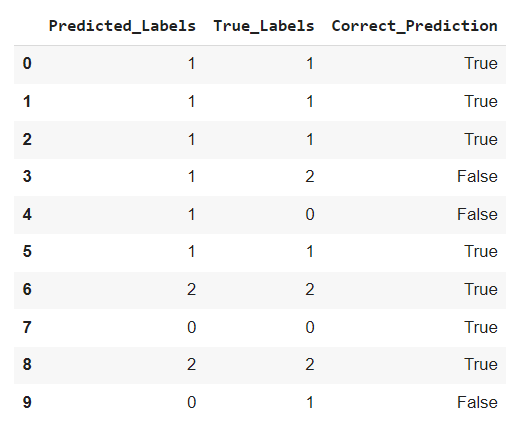 Predicted_Labels True_Labels Correct_Prediction
0 1 1 True
1 1 1 True
2 1 1 True
3 1 2 False
4 1 0 False
5 1 1 True
6 2 2 True
7 0 0 True
8 2 2 True
9 0 1 False